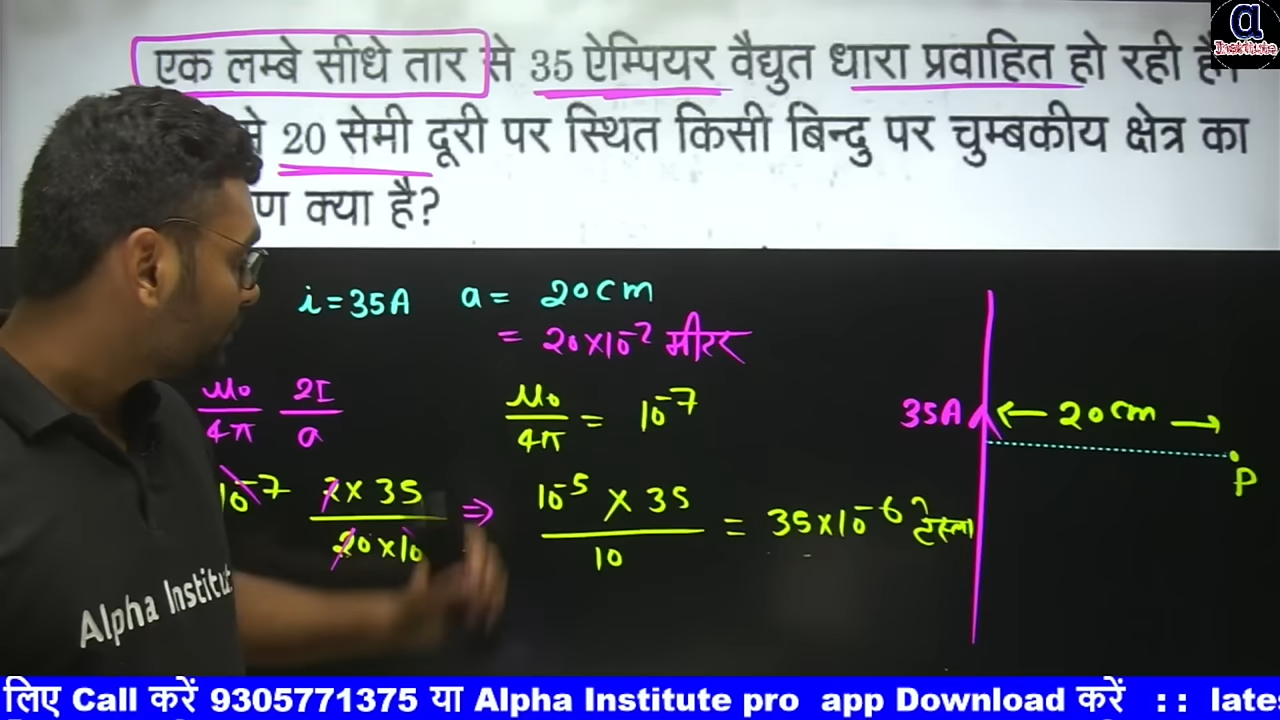 a
Institute
एक लम्बे सीधे तार से 35 ऐम्पियर वैद्युत धारा प्रवाहित हो रही है।
से 20 सेमी दूरी पर स्थित किसी बिन्दु पर चुम्बकीय क्षेत्र का
ण क्या है?
i = 35A a = 20cm
= 20×10⁻² मीटर
μ₀/4π 2I/a μ₀/4π = 10⁻⁷
35A 20cm
P
10⁻⁷ 2×35/20×10 ⇒ 10⁻⁵ × 35/10 = 35×10⁻⁶ टेस्ला
Alpha Institut
लिए Call करें 9305771375 या Alpha Institute pro app Download करें : : late